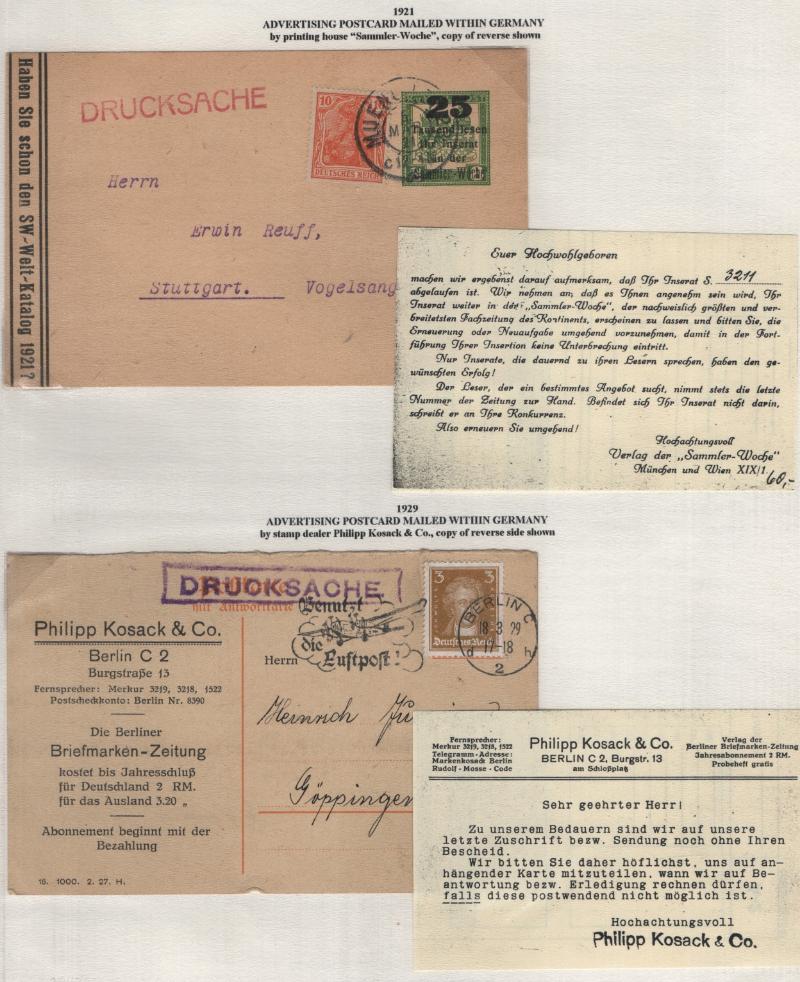 1921
ADVERTISING POSTCARD MAILED WITHIN GERMANY
by printing house “Sammler-Woche”, copy of reverse shown
Haben Sie schon den SW-Welt-Katalog 1921?
DRUCKSACHE
10
DEUTSCHES REICH
MUEN
MAR
25
Tausend lesen
Ihr Inserat
in der
Sammler-Woche
Herrn
Erwin Reuff,
Stuttgart. Vogelsang
Euer Hochwohlgeboren
machen wir ergebenst darauf aufmerksam, daß Ihr Inserat S. 3211
abgelaufen ist. Wir nehmen an, daß es Ihnen angenehm sein wird, Ihr
Inserat weiter in der „Sammler-Woche“, der nachweislich größten und ver-
breitetsten Fachzeitung des Kontinents, erscheinen zu lassen und bitten Sie, die
Erneuerung oder Neuaufgabe umgehend vorzunehmen, damit in der Fort-
führung Ihrer Insertion keine Unterbrechung eintritt.
Nur Inserate, die dauernd zu ihren Lesern sprechen, haben den ge-
wünschten Erfolg!
Der Leser, der ein bestimmtes Angebot sucht, nimmt stets die letzte
Nummer der Zeitung zur Hand. Befindet sich Ihr Inserat nicht darin,
schreibt er an Ihre Konkurrenz.
Also erneuern Sie umgehend!
Hochachtungsvoll
Verlag der „Sammler-Woche“
München und Wien XIX/1
60,-
1929
ADVERTISING POSTCARD MAILED WITHIN GERMANY
by stamp dealer Philipp Kosack & Co., copy of reverse side shown
DRUCKSACHE
mit Antwortkarte
Benutzt
die
Luftpost!
3 3
Deutsches Reich
BERLIN C
18-3 29
d 17-18 h
2
Philipp Kosack & Co.
Berlin C 2
Burgstraße 13
Fernsprecher: Merkur 3219, 3218, 1522
Postscheckkonto: Berlin Nr. 8390
Die Berliner
Briefmarken-Zeitung
kostet bis Jahresschluß
für Deutschland 2 RM.
für das Ausland 3.20 „
Abonnement beginnt mit der
Bezahlung
15. 1000. 2. 27. H.
Herrn
Heinrich
Göppingen
Fernsprecher:
Merkur 3219, 3218, 1522
Telegramm-Adresse:
Markenkosack Berlin
Rudolf-Mosse-Code
Philipp Kosack & Co.
BERLIN C 2, Burgstr. 13
am Schloßplatz
Verlag der
Berliner Briefmarken-Zeitung
Jahresabonnement 2 RM.
Probeheft gratis
Sehr geehrter Herr!
Zu unserem Bedauern sind wir auf unsere
letzte Zuschrift bezw. Sendung noch ohne Ihren
Bescheid.
Wir bitten Sie daher höflichst, uns auf an-
hängender Karte mitzuteilen, wann wir auf Be-
antwortung bezw. Erledigung rechnen dürfen,
falls diese postwendend nicht möglich ist.
Hochachtungsvoll
Philipp Kosack & Co.